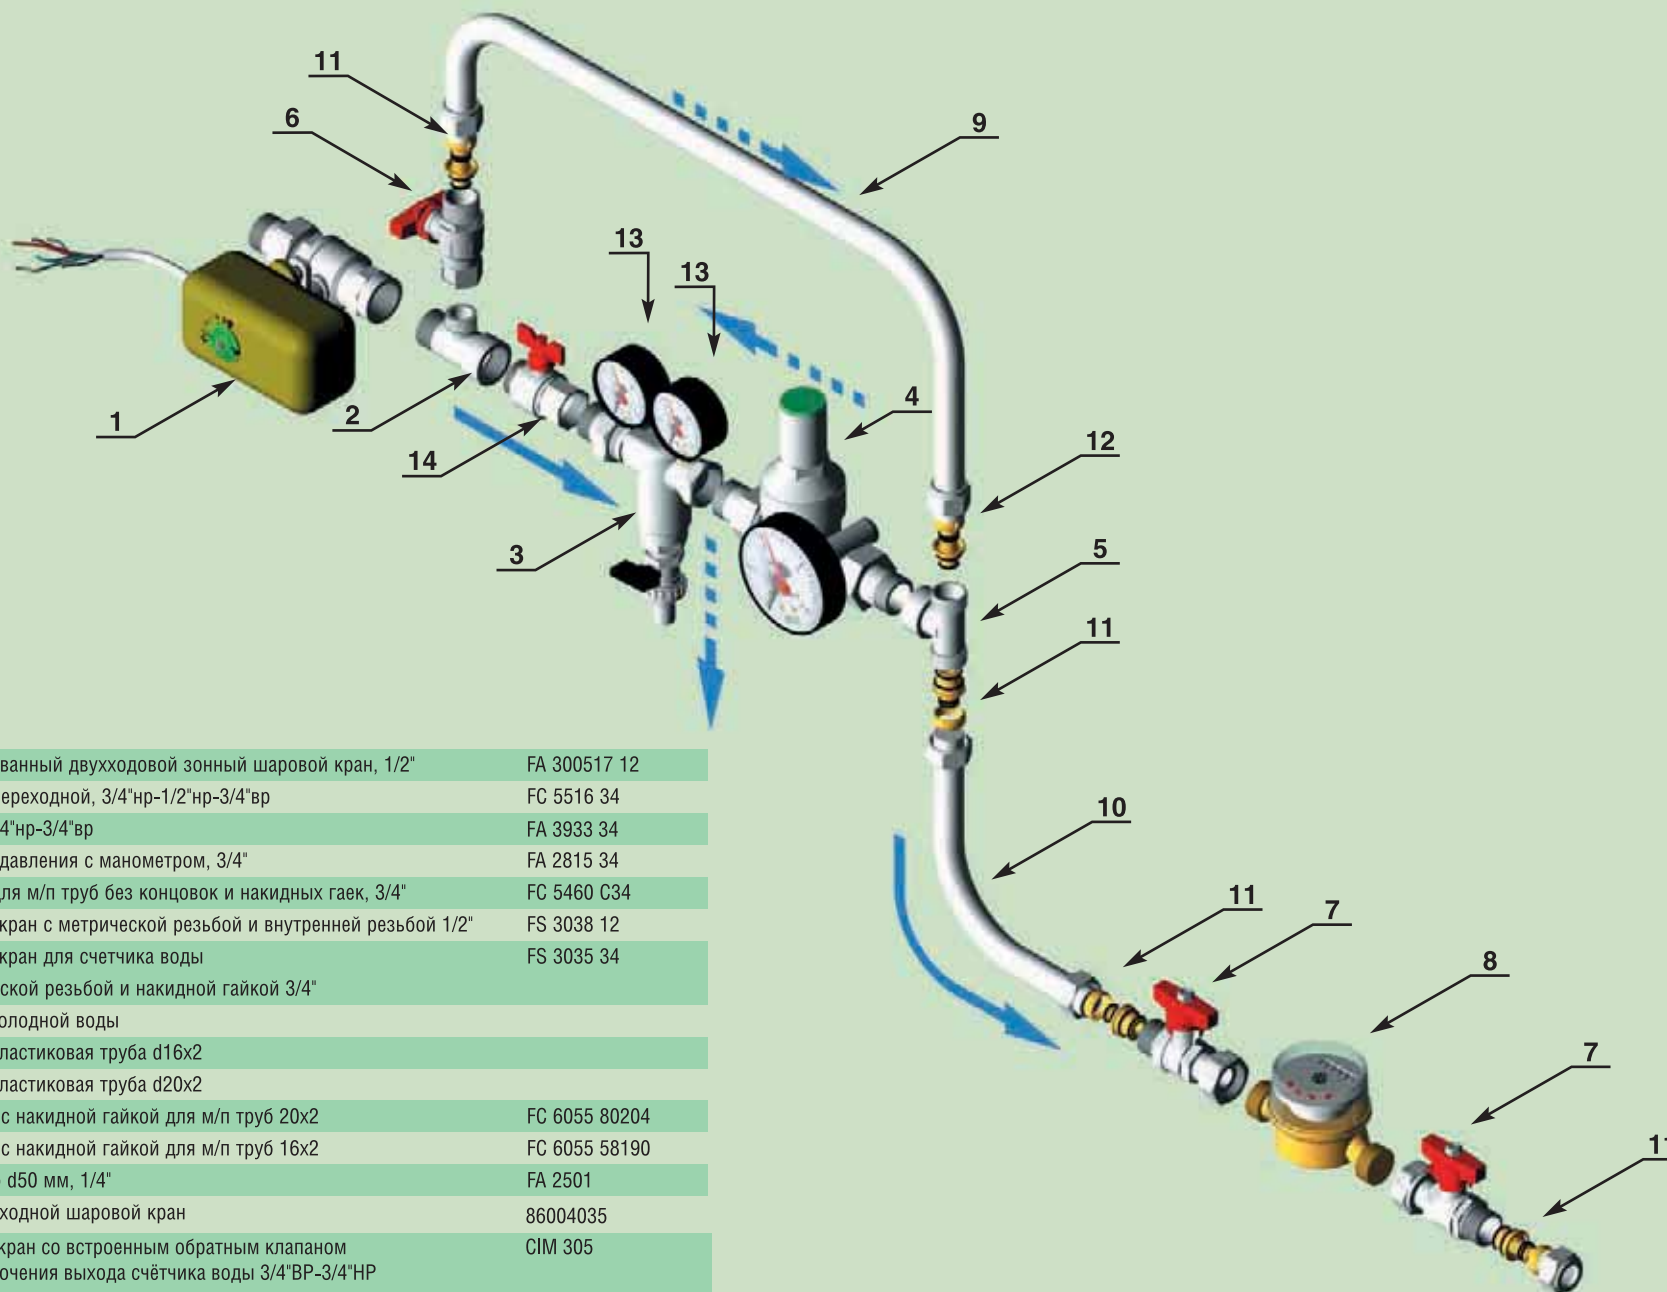 11
6
9
13
13
1
2
14
4
12
3
5
11
10
11
7
8
7
ванный двухходовой зонный шаровой кран, 1/2" FA 300517 12
ереходной, 3/4"нр-1/2"нр-3/4"вр FC 5516 34
4"нр-3/4"вр FA 3933 34
давления с манометром, 3/4" FA 2815 34
для м/п труб без концовок и накидных гаек, 3/4" FC 5460 C34
кран с метрической резьбой и внутренней резьбой 1/2" FS 3038 12
кран для счетчика воды FS 3035 34
ской резьбой и накидной гайкой 3/4"
олодной воды
ластиковая труба d16x2
ластиковая труба d20x2
с накидной гайкой для м/п труб 20x2 FC 6055 80204
с накидной гайкой для м/п труб 16x2 FC 6055 58190
d50 мм, 1/4" FA 2501
ходной шаровой кран 86004035
кран со встроенным обратным клапаном CIM 305
очения выхода счётчика воды 3/4"ВР-3/4"НР